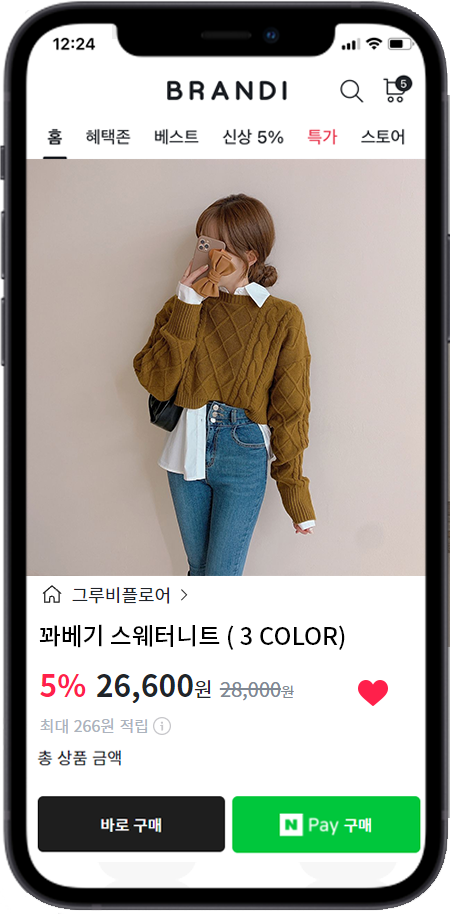 12:24
BRANDI
5
홈 혜택존 베스트 신상 5% 특가 스토어
그루비플로어
꽈베기 스웨터니트 ( 3 COLOR)
5% 26,600원 28,000원
최대 266원 적립
총 상품 금액
바로 구매
N Pay 구매